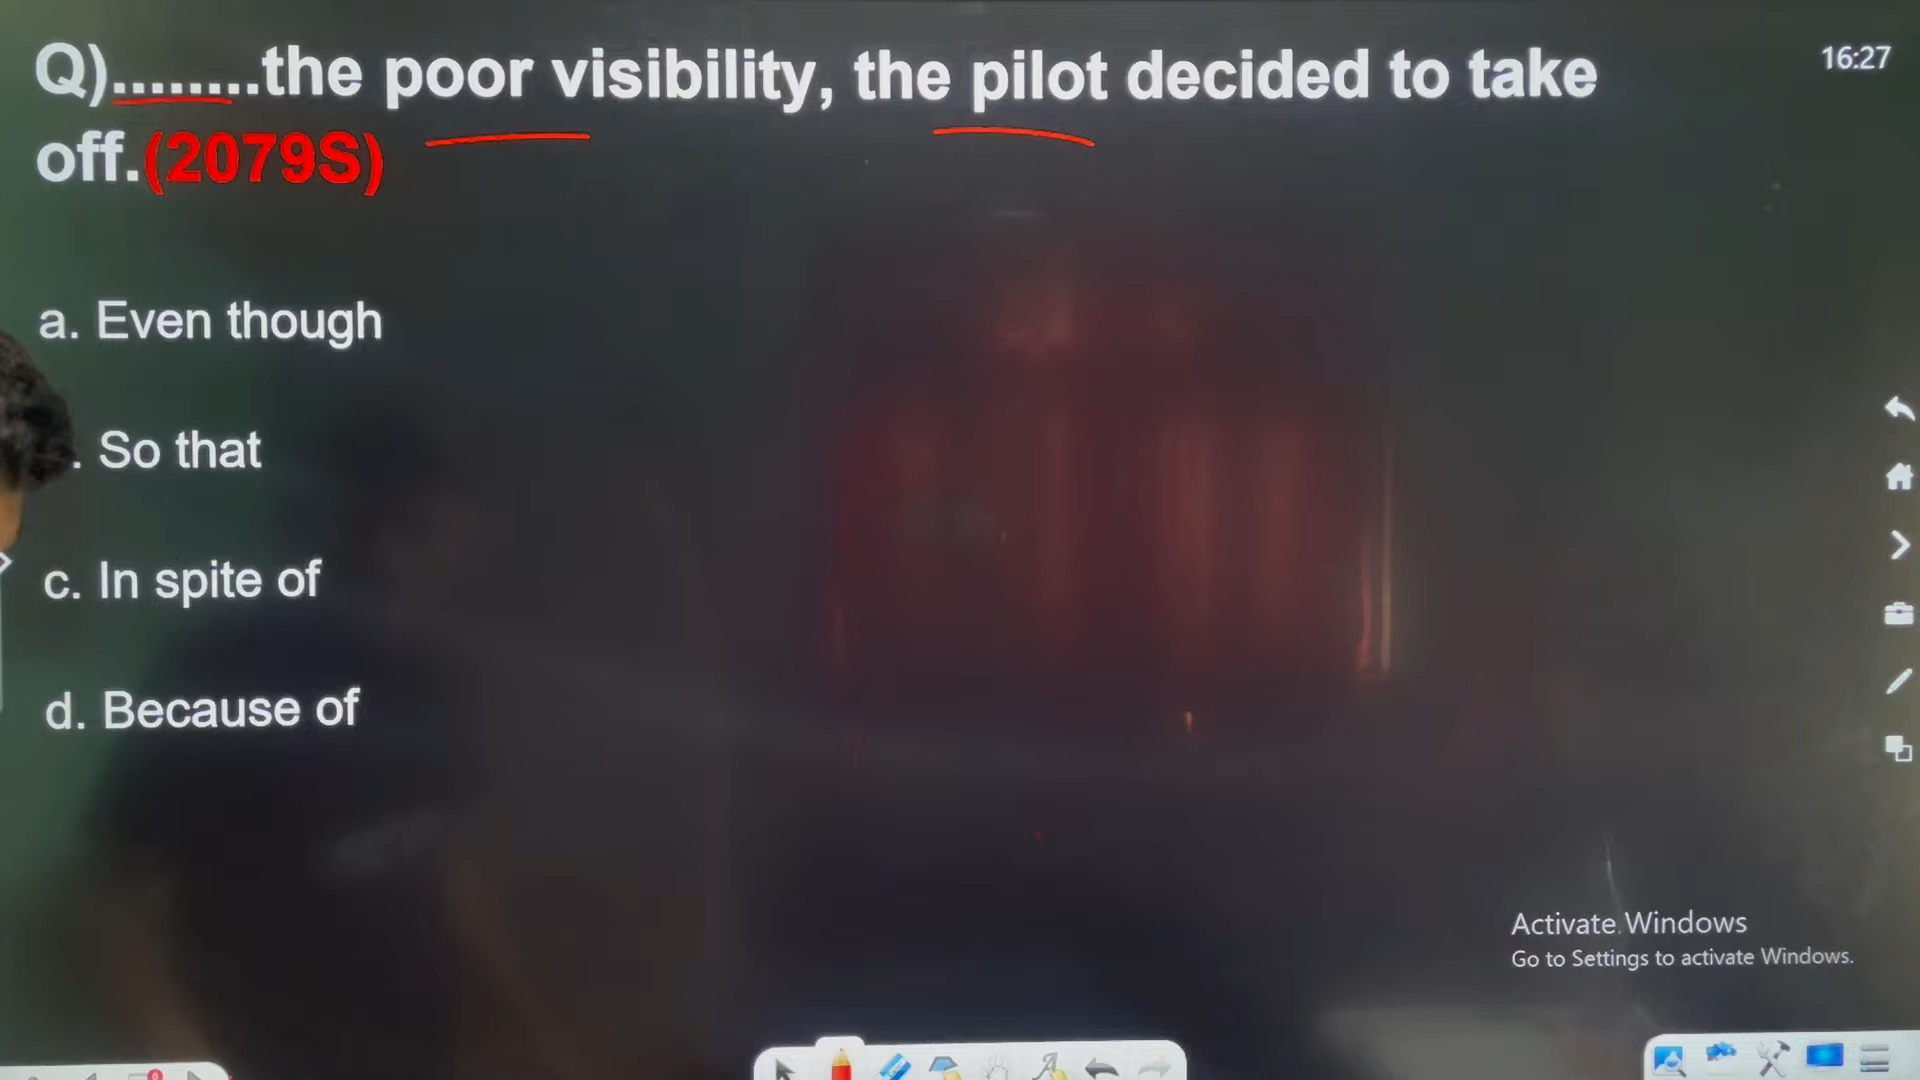 Q)........the poor visibility, the pilot decided to take
16:27
off.(2079S)
a. Even though
. So that
c. In spite of
d. Because of
Activate Windows
Go to Settings to activate Windows.